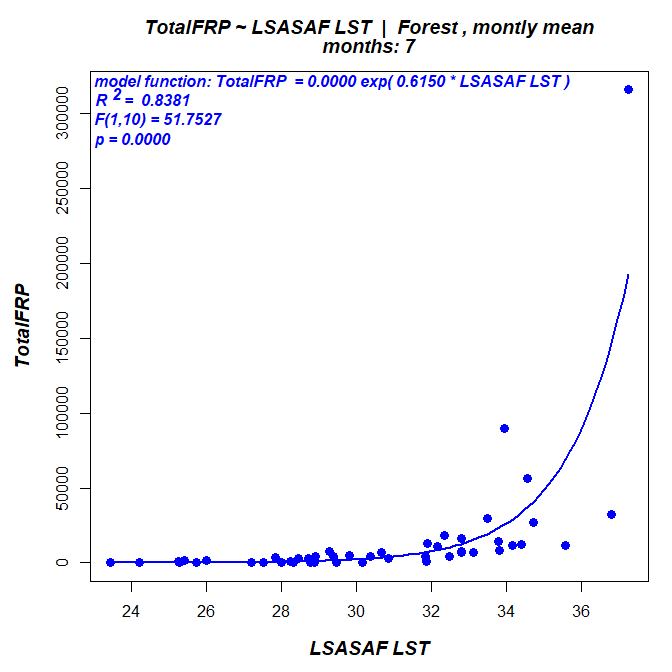 TotalFRP ~ LSASAF LST | Forest , montly mean
months: 7
model function: TotalFRP = 0.0000 exp( 0.6150 * LSASAF LST )
R 2 = 0.8381
F(1,10) = 51.7527
p = 0.0000
TotalFRP
300000
250000
200000
150000
100000
50000
0
24 26 28 30 32 34 36
LSASAF LST